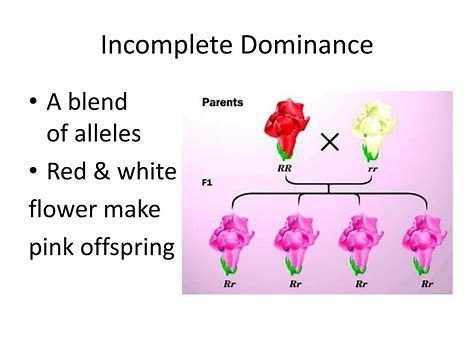 Incomplete Dominance
• A blend
of alleles
• Red & white
flower make
pink offspring
Parents
RR
rr
F1
Rr Rr Rr Rr